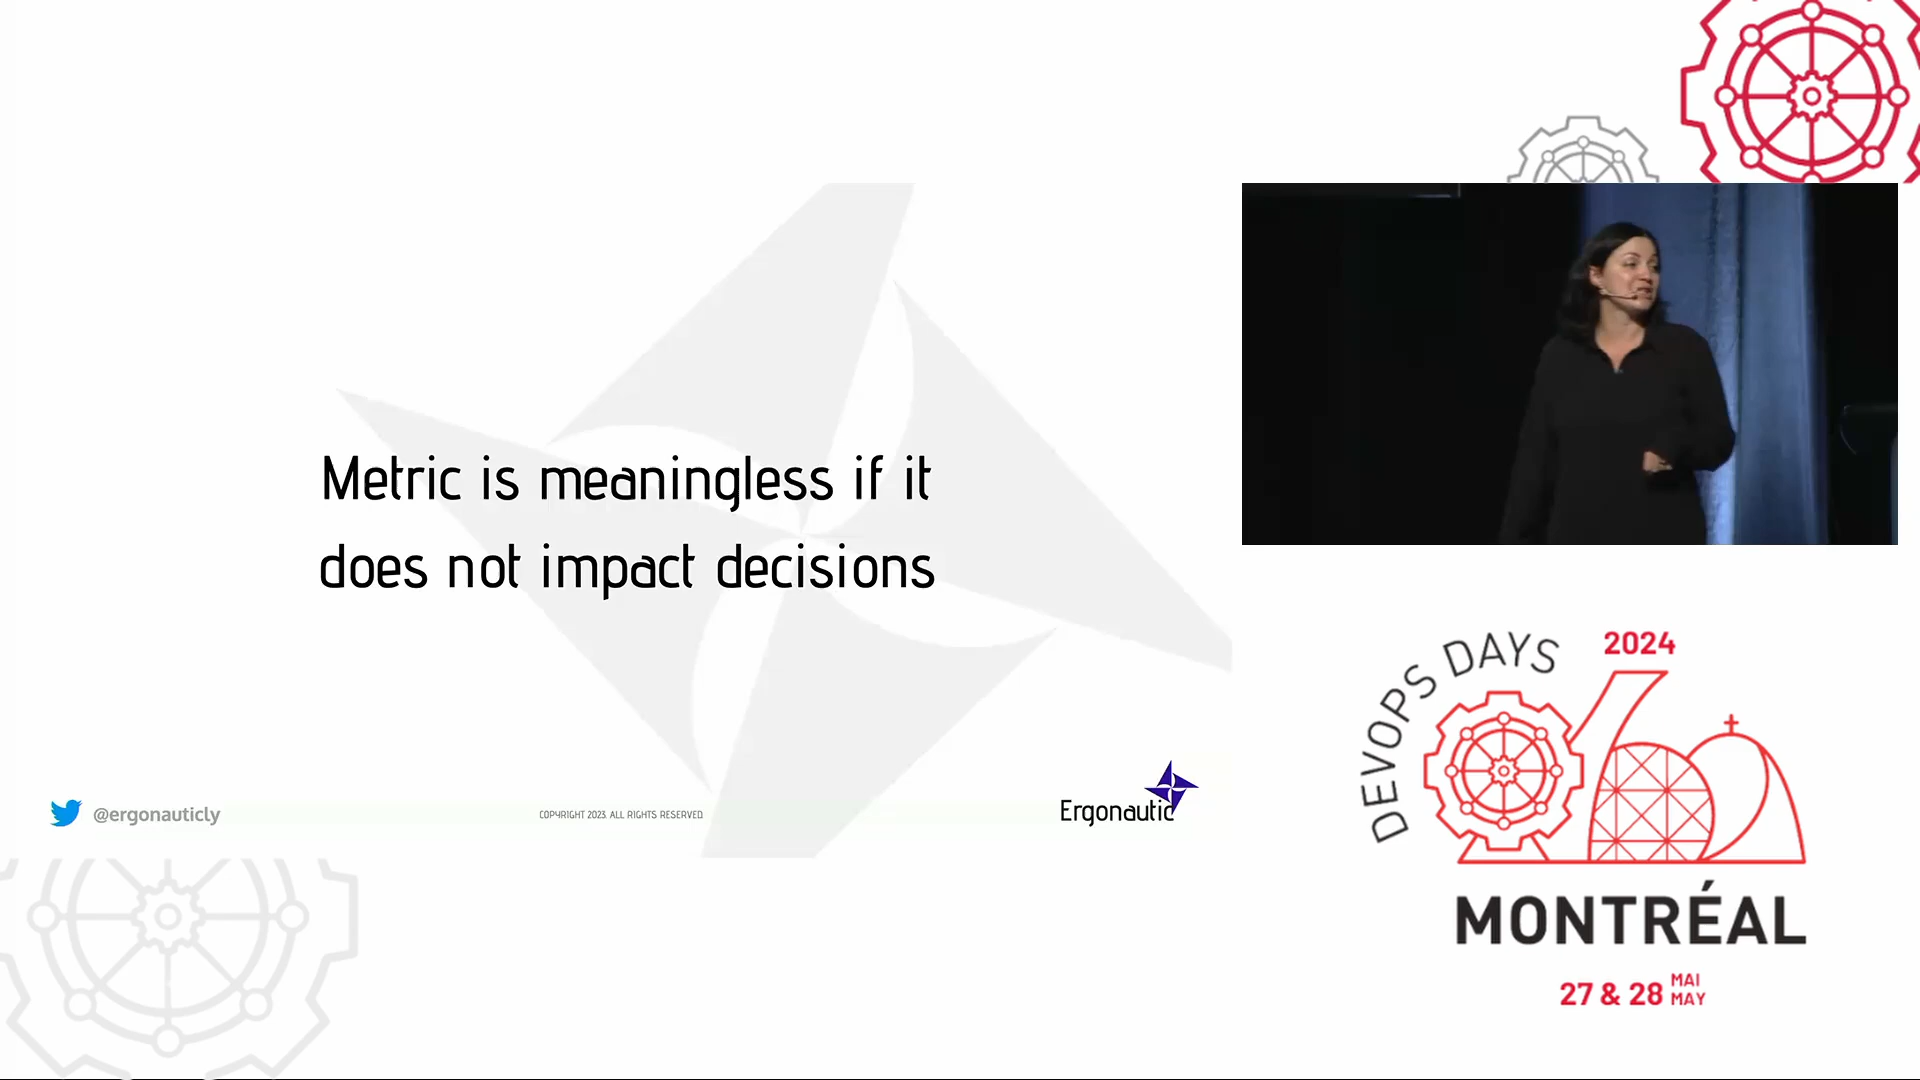 Metric is meaningless if it
does not impact decisions
@ergonauticly
COPYRIGHT 2023. ALL RIGHTS RESERVED
Ergonautic
DEVOPS DAYS
2024
MONTRÉAL
27 & 28 MAI
MAY